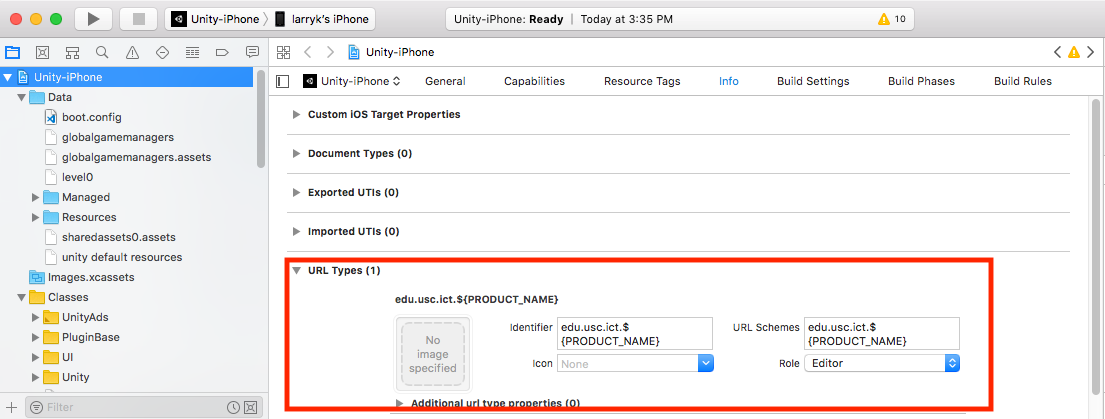 Unity-iPhone larryk's iPhone
Unity-iPhone: Ready | Today at 3:35 PM
10
Unity-iPhone
Unity-iPhone
Unity-iPhone General Capabilities Resource Tags Info Build Settings Build Phases Build Rules
Data
boot.config
globalgamemanagers
globalgamemanagers.assets
level0
Managed
Resources
sharedassets0.assets
unity default resources
Images.xcassets
Classes
UnityAds
PluginBase
UI
Unity
Filter
Custom iOS Target Properties
Document Types (0)
Exported UTIs (0)
Imported UTIs (0)
URL Types (1)
edu.usc.ict.${PRODUCT_NAME}
No
image
specified
Identifier edu.usc.ict.$
{PRODUCT_NAME}
Icon None
URL Schemes edu.usc.ict.$
{PRODUCT_NAME}
Role Editor
Additional url type properties (0)